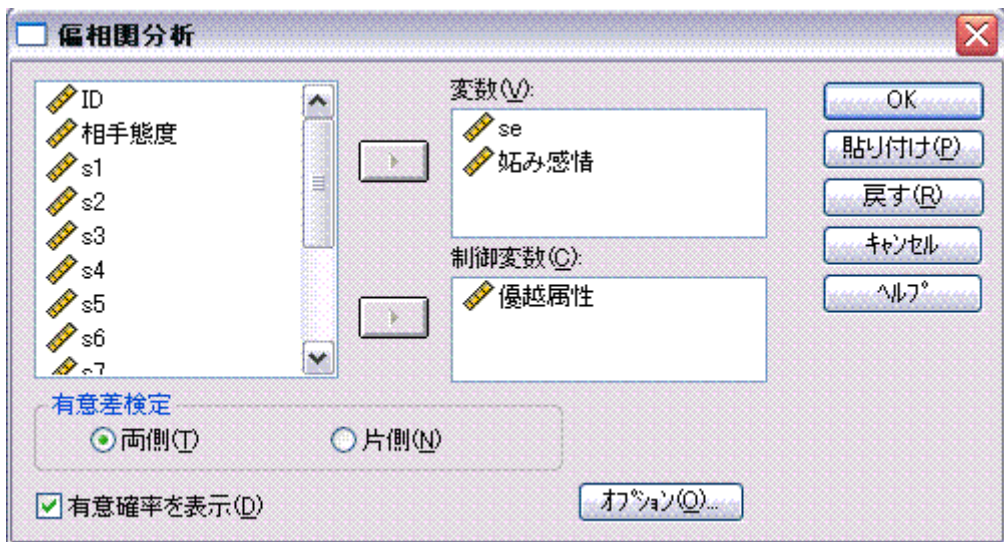 偏相関分析
ID
相手態度
s1
s2
s3
s4
s5
s6
s7
変数(V):
se
妬み感情
制御変数(C):
優越属性
OK
貼り付け(P)
戻す(R)
キャンセル
ヘルプ
有意差検定
両側(T)
片側(N)
有意確率を表示(D)
オプション(O)...